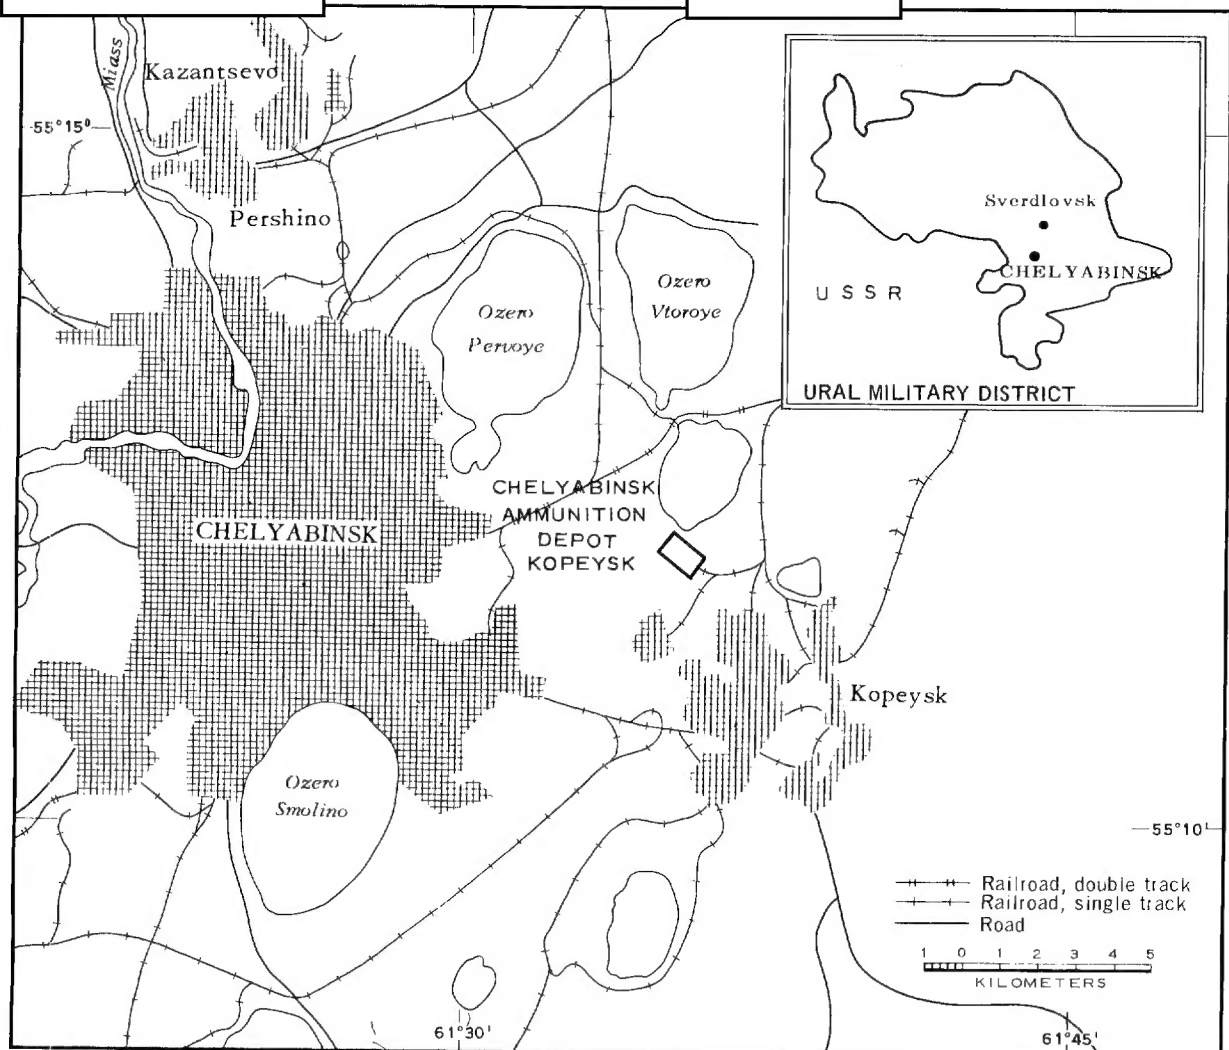 Miass
Kazantsevo
55°15'
Pershino
Sverdlovsk
CHELYABINSK
USSR
URAL MILITARY DISTRICT
Ozero
Vtoroye
Ozero
Pervoye
CHELYABINSK
AMMUNITION
DEPOT
KOPEYSK
CHELYABINSK
Kopeysk
Ozero
Smolino
55°10'
Railroad, double track
Railroad, single track
Road
1 0 1 2 3 4 5
KILOMETERS
61°30'
61°45'